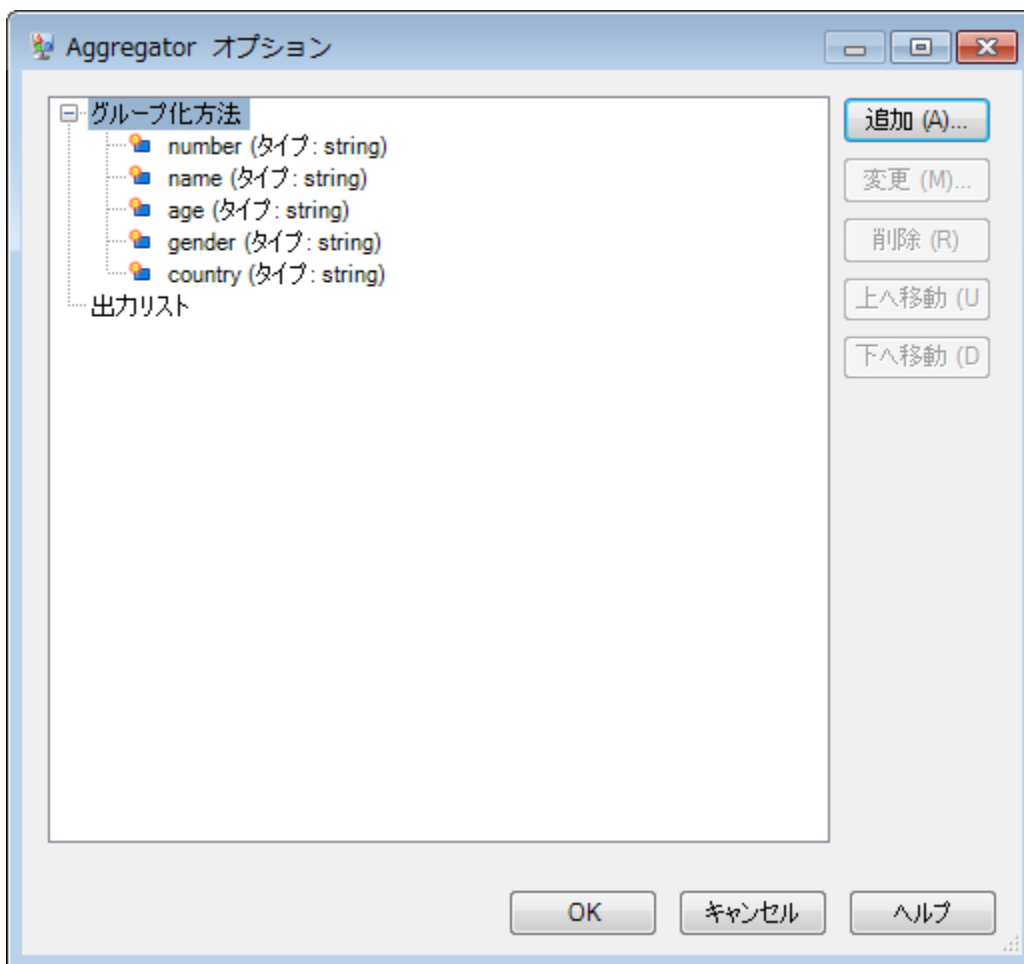 Aggregator オプション
グループ化方法
number (タイプ: string)
name (タイプ: string)
age (タイプ: string)
gender (タイプ: string)
country (タイプ: string)
出力リスト
追加 (A)...
変更 (M)...
削除 (R)
上へ移動 (U
下へ移動 (D
OK
キャンセル
ヘルプ